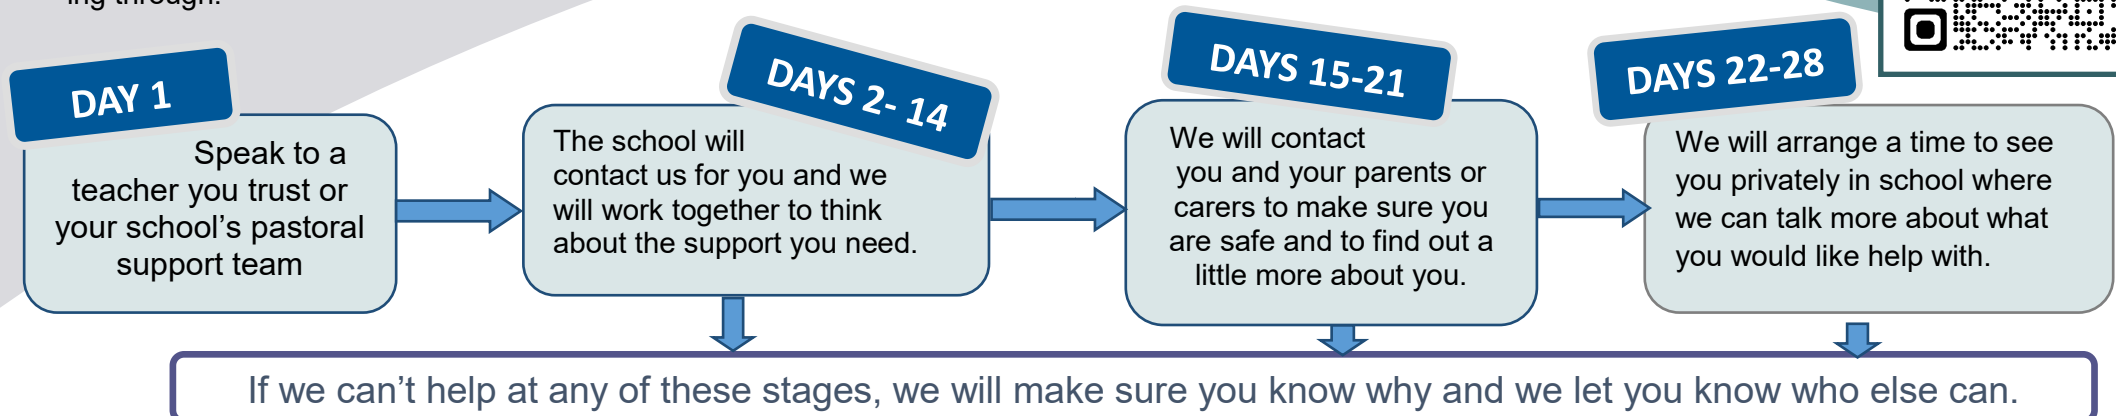 ing through.
DAY 1
Speak to a
teacher you trust or
your school's pastoral
support team
DAYS 2- 14
The school will
contact us for you and we
will work together to think
about the support you need.
DAYS 15-21
We will contact
you and your parents or
carers to make sure you
are safe and to find out a
little more about you.
DAYS 22-28
We will arrange a time to see
you privately in school where
we can talk more about what
you would like help with.
If we can't help at any of these stages, we will make sure you know why and we let you know who else can.